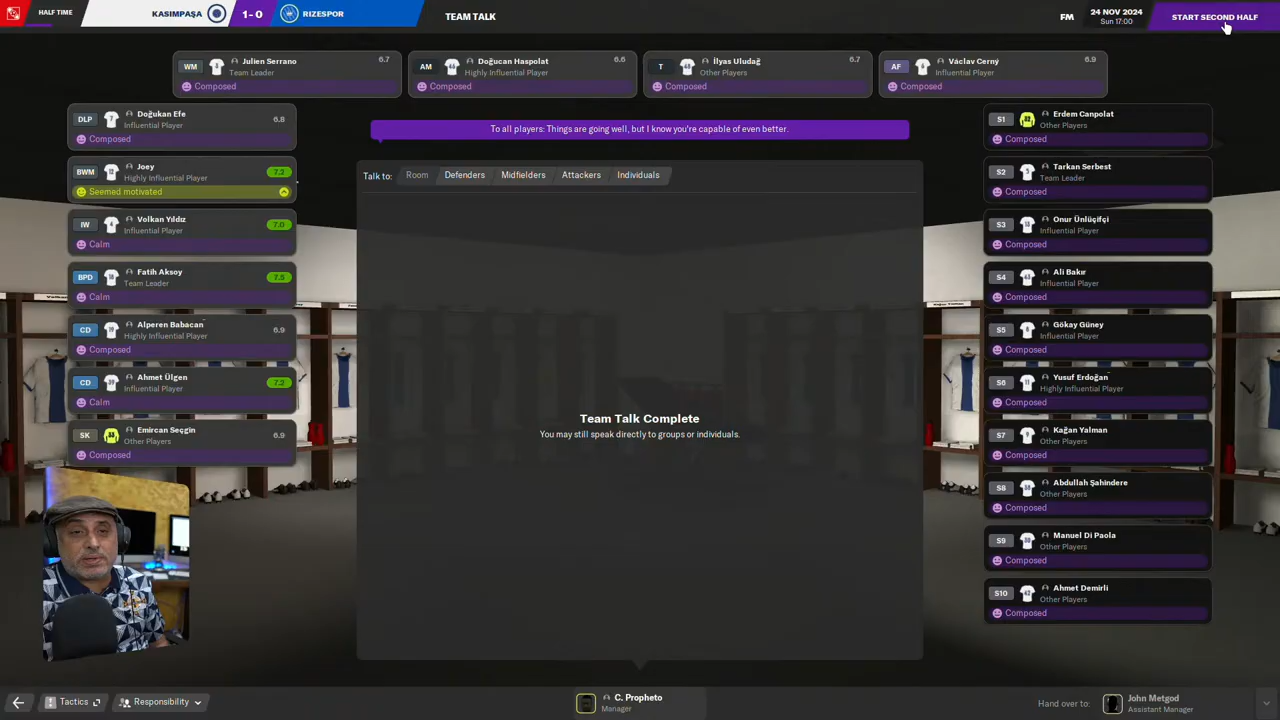 HALF TIME
KASIMPAŞA
1 - 0
RIZESPOR
TEAM TALK
FM
24 NOV 2024
Sun 17:00
START SECOND HALF
WM
Julien Serrano
Team Leader
6.7
Composed
AM
Doğucan Haspolat
Highly Influential Player
6.6
Composed
T
İlyas Uludağ
Other Players
6.7
Composed
AF
Václav Černý
Influential Player
6.9
Composed
DLP
Doğukan Efe
Influential Player
6.8
Composed
BWM
Joey
Highly Influential Player
7.2
Seemed motivated
IW
Volkan Yıldız
Influential Player
7.0
Calm
BPD
Fatih Aksoy
Team Leader
7.5
Calm
CD
Alperen Babacan
Highly Influential Player
6.9
Composed
CD
Ahmet Ülgen
Influential Player
7.2
Calm
SK
Emircan Seçgin
Other Players
6.9
Composed
To all players: Things are going well, but I know you're capable of even better.
Talk to:
Room
Defenders
Midfielders
Attackers
Individuals
Team Talk Complete
You may still speak directly to groups or individuals.
S1
Erdem Canpolat
Other Players
Composed
S2
Tarkan Serbest
Team Leader
Composed
S3
Onur Ünlüçifçi
Influential Player
Composed
S4
Ali Bakır
Influential Player
Composed
S5
Gökay Güney
Influential Player
Composed
S6
Yusuf Erdoğan
Highly Influential Player
Composed
S7
Kağan Yalman
Other Players
Composed
S8
Abdullah Şahindere
Other Players
Composed
S9
Manuel Di Paola
Other Players
Composed
S10
Ahmet Demirli
Other Players
Composed
Tactics
Responsibility
C. Propheto
Manager
Hand over to:
John Metgod
Assistant Manager